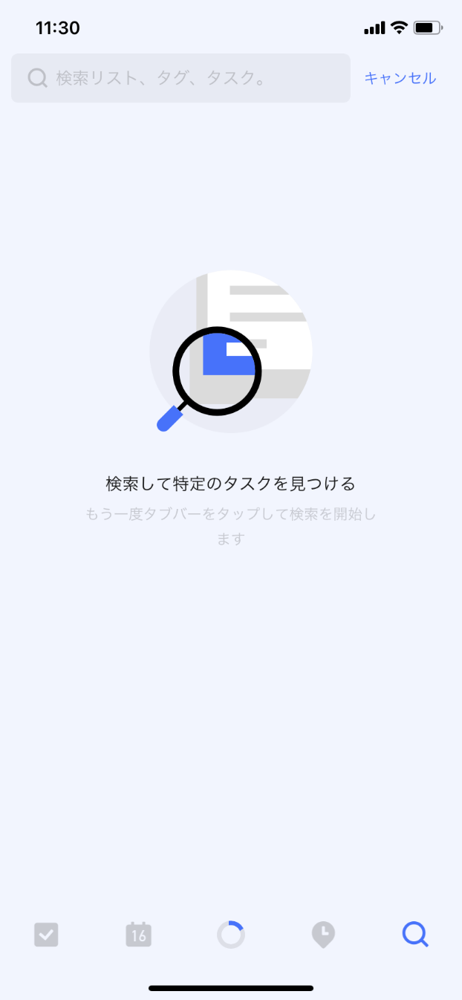 11:30
検索リスト、タグ、タスク。
キャンセル
検索して特定のタスクを見つける
もう一度タブバーをタップして検索を開始し
ます
16